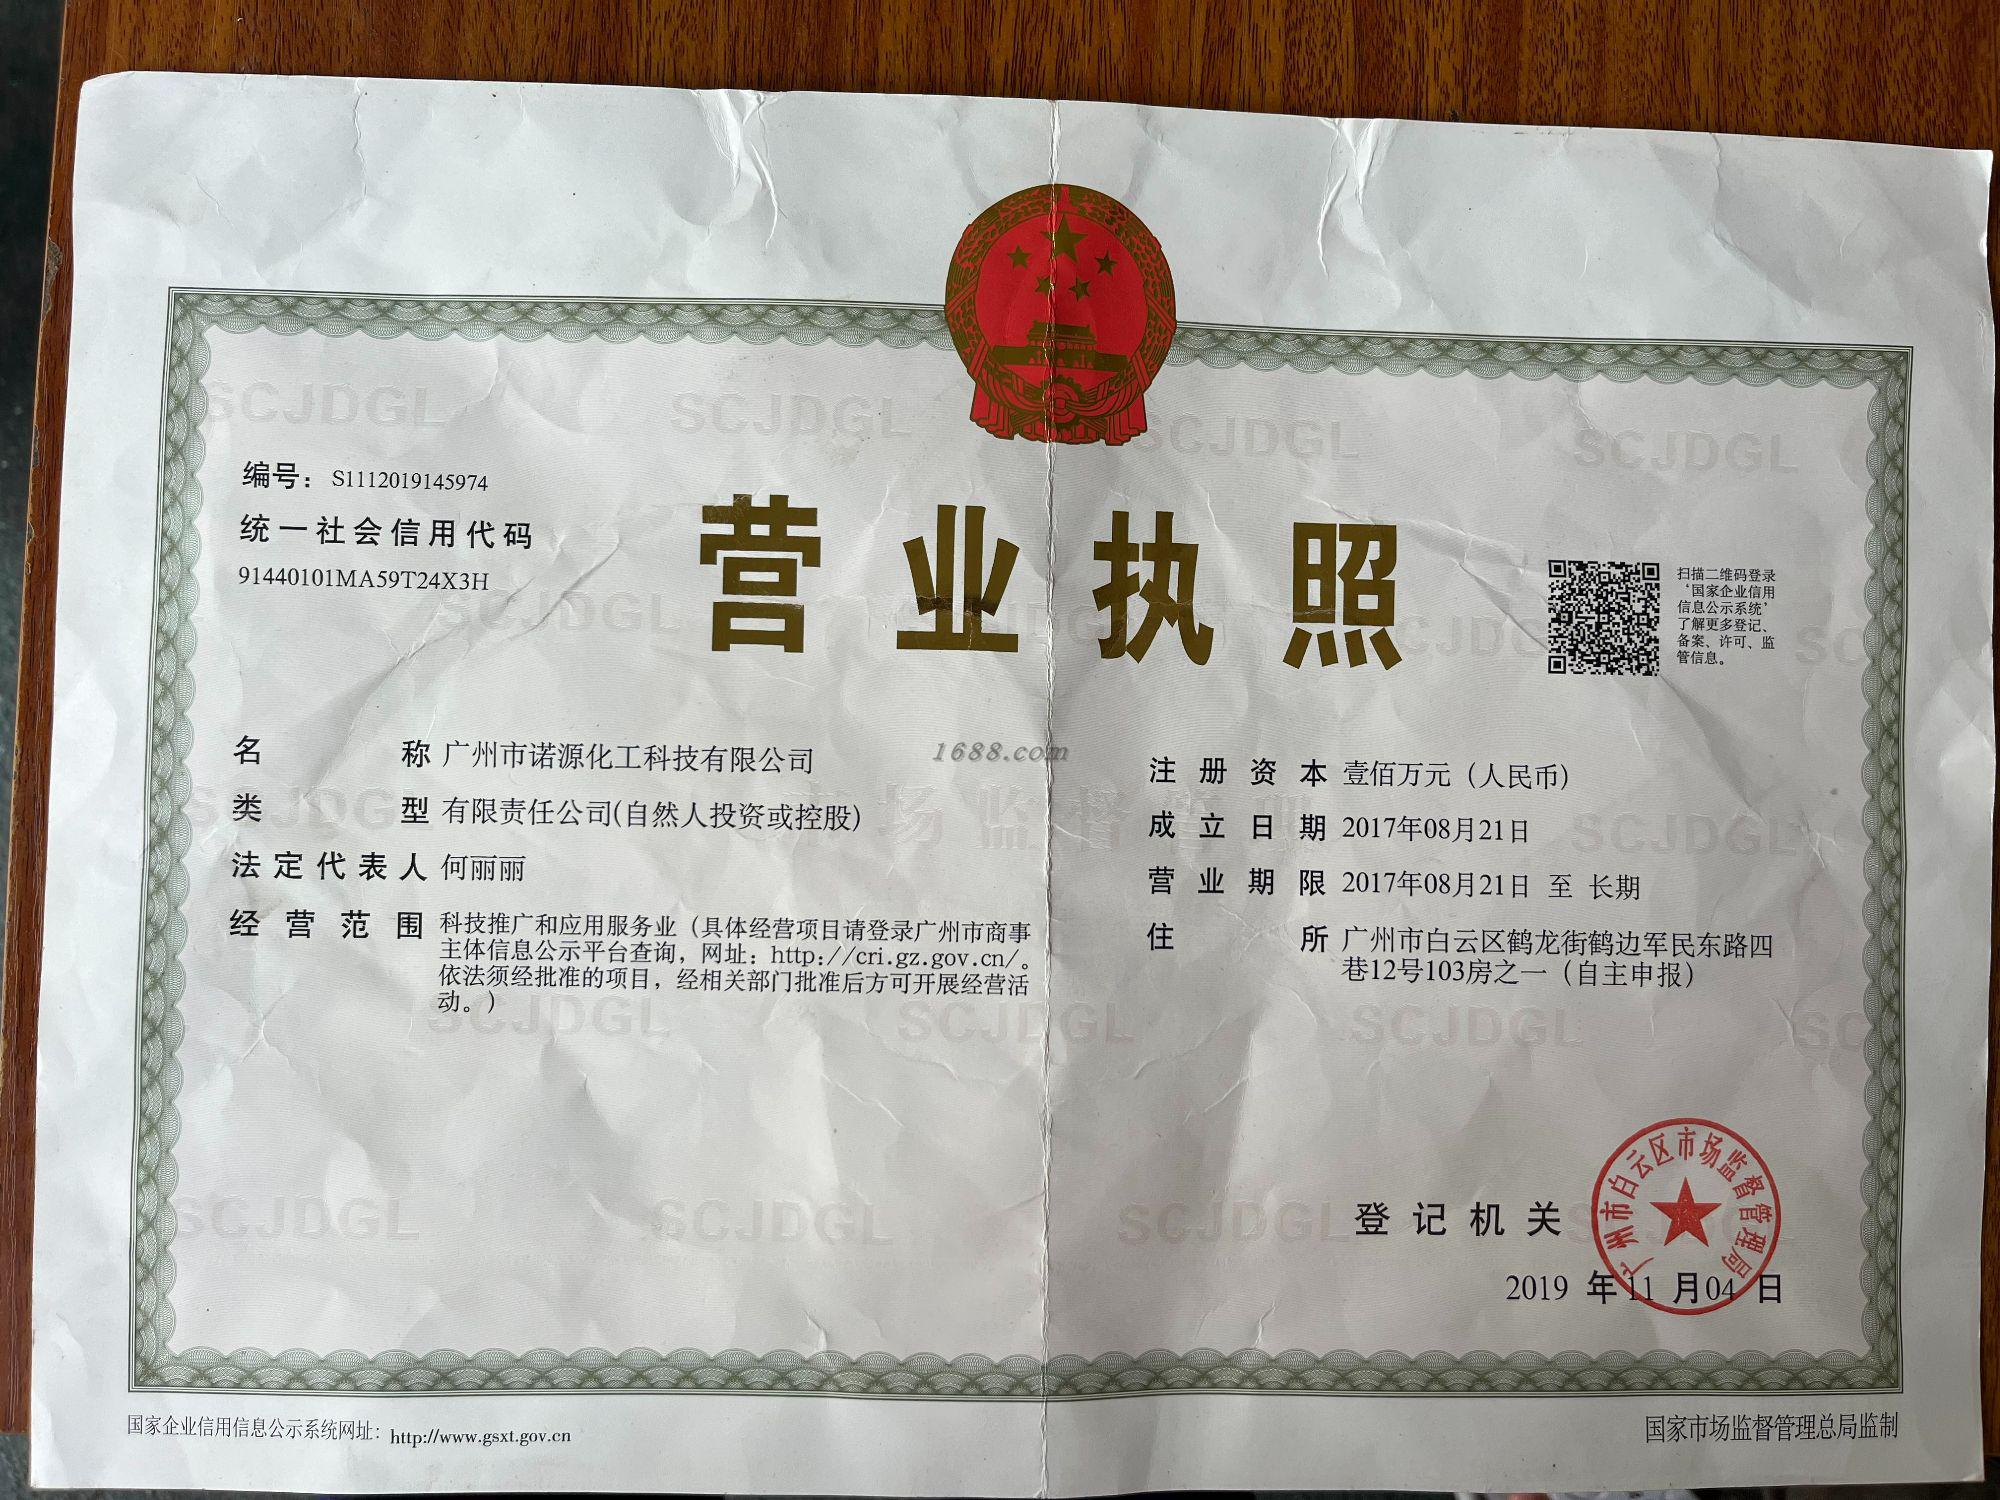 编号：S1112019145974
统一社会信用代码
91440101MA59T24X3H
营业执照
扫描二维码登录
‘国家企业信用
信息公示系统’
了解更多登记、
备案、许可、监
管信息。
名称 广州市诺源化工科技有限公司
类型 有限责任公司(自然人投资或控股)
法定代表人 何丽丽
经营范围 科技推广和应用服务业（具体经营项目请登录广州市商事
主体信息公示平台查询，网址：http://cri.gz.gov.cn/。
依法须经批准的项目，经相关部门批准后方可开展经营活
动。）
1688.com
注册资本 壹佰万元（人民币）
成立日期 2017年08月21日
营业期限 2017年08月21日 至 长期
住所 广州市白云区鹤龙街鹤边军民东路四
巷12号103房之一（自主申报）
市场监督管理
SCJDGL
登记机关
广州市白云区市场监督管理局
2019 年11 月04 日
国家企业信用信息公示系统网址：http://www.gsxt.gov.cn
国家市场监督管理总局监制